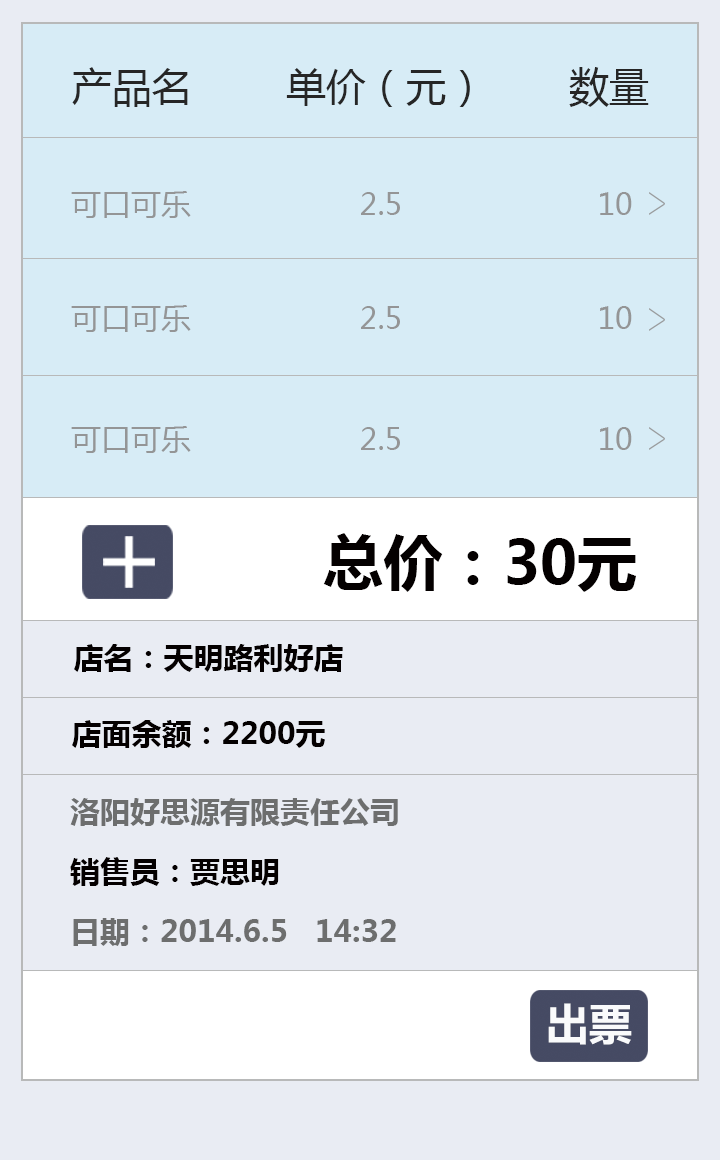 产品名 单价（元） 数量
可口可乐 2.5 10 >
可口可乐 2.5 10 >
可口可乐 2.5 10 >
+ 总价：30元
店名：天明路利好店
店面余额：2200元
洛阳好思源有限责任公司
销售员：贾思明
日期：2014.6.5 14:32
出票